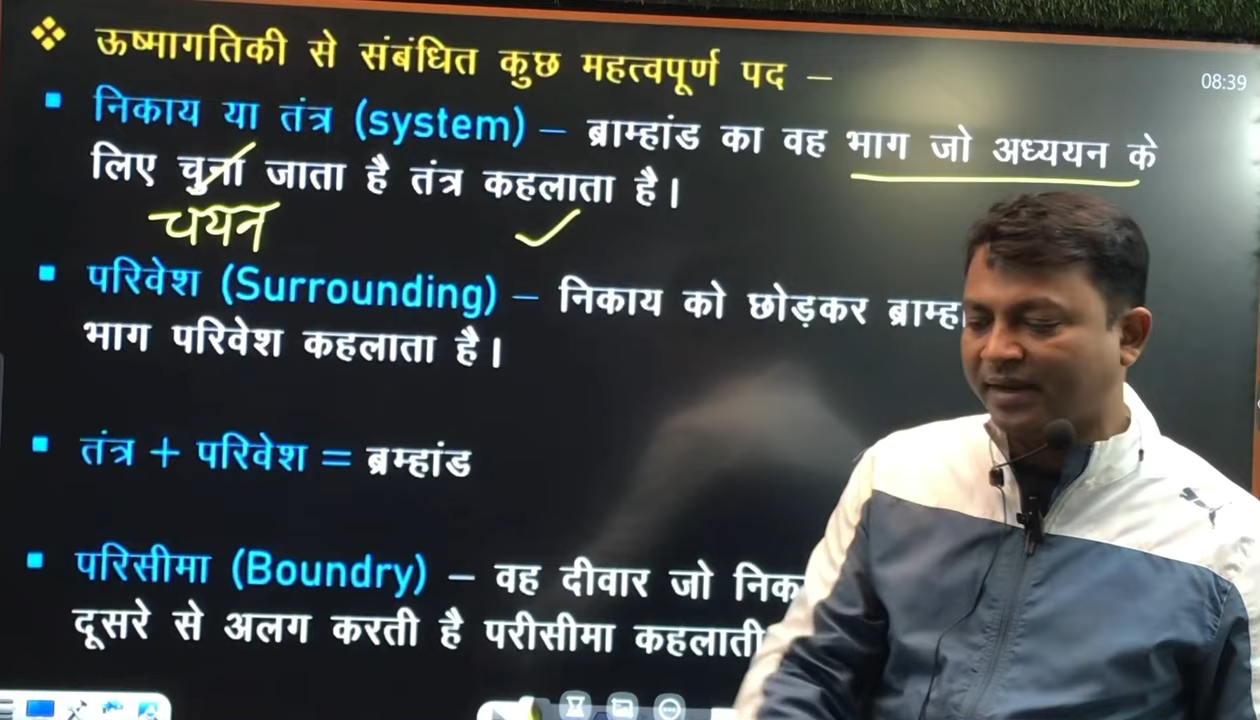 ऊष्मागतिकी से संबंधित कुछ महत्वपूर्ण पद –
08:39
निकाय या तंत्र (system) – ब्राम्हांड का वह भाग जो अध्ययन के
लिए चुना जाता है तंत्र कहलाता है।
चयन
परिवेश (Surrounding) – निकाय को छोड़कर
भाग परिवेश कहलाता है।
तंत्र + परिवेश = ब्रम्हांड
परिसीमा (Boundry) – वह दीवार जो
दूसरे से अलग करती है परीसीमा कहलाती